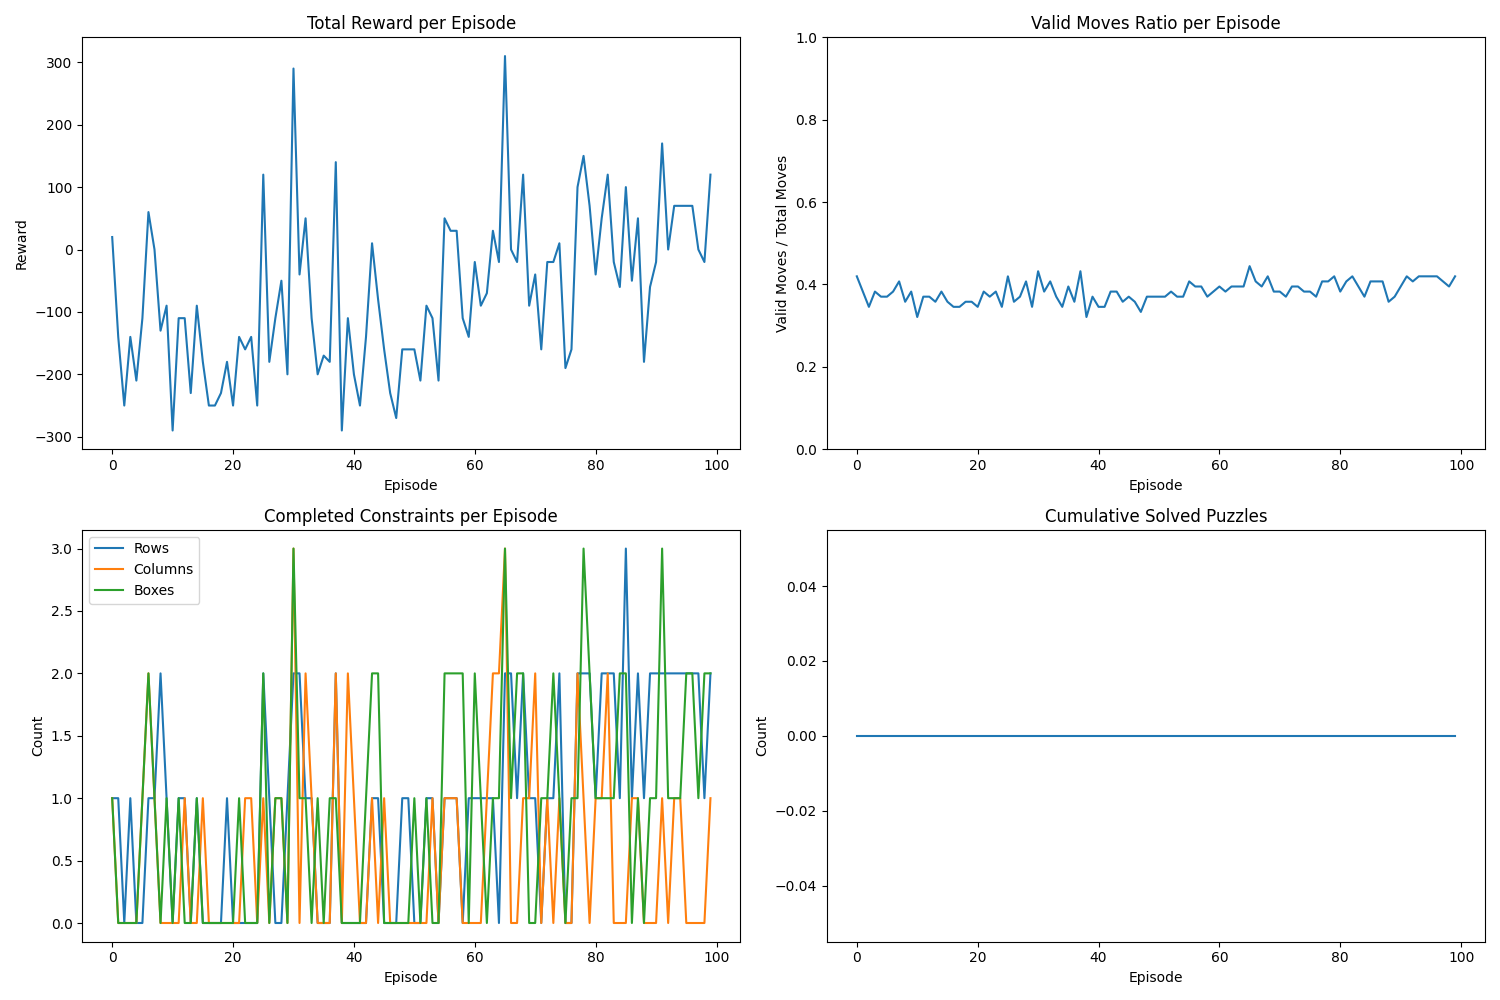 Total Reward per Episode
Reward
300
200
100
0
−100
−200
−300
0 20 40 60 80 100
Episode
Valid Moves Ratio per Episode
Valid Moves / Total Moves
1.0
0.8
0.6
0.4
0.2
0.0
0 20 40 60 80 100
Episode
Completed Constraints per Episode
Rows
Columns
Boxes
Count
3.0
2.5
2.0
1.5
1.0
0.5
0.0
0 20 40 60 80 100
Episode
Cumulative Solved Puzzles
Count
0.04
0.02
0.00
−0.02
−0.04
0 20 40 60 80 100
Episode